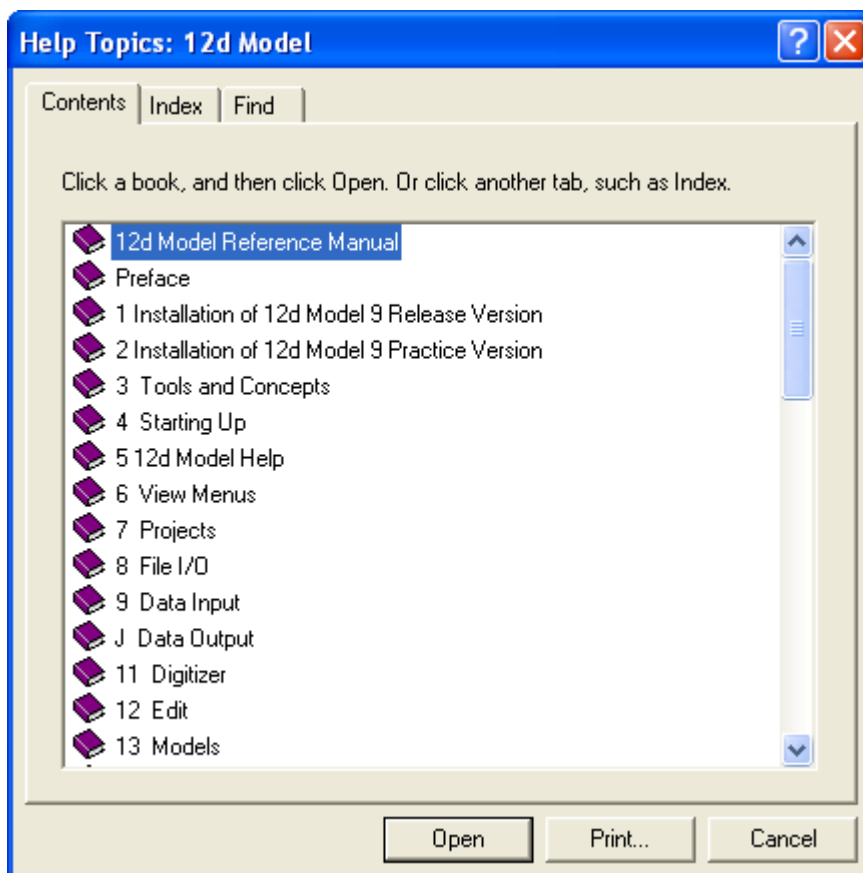 Help Topics: 12d Model
Contents Index Find
Click a book, and then click Open. Or click another tab, such as Index.
12d Model Reference Manual
Preface
1 Installation of 12d Model 9 Release Version
2 Installation of 12d Model 9 Practice Version
3 Tools and Concepts
4 Starting Up
5 12d Model Help
6 View Menus
7 Projects
8 File I/O
9 Data Input
J Data Output
11 Digitizer
12 Edit
13 Models
Open Print... Cancel